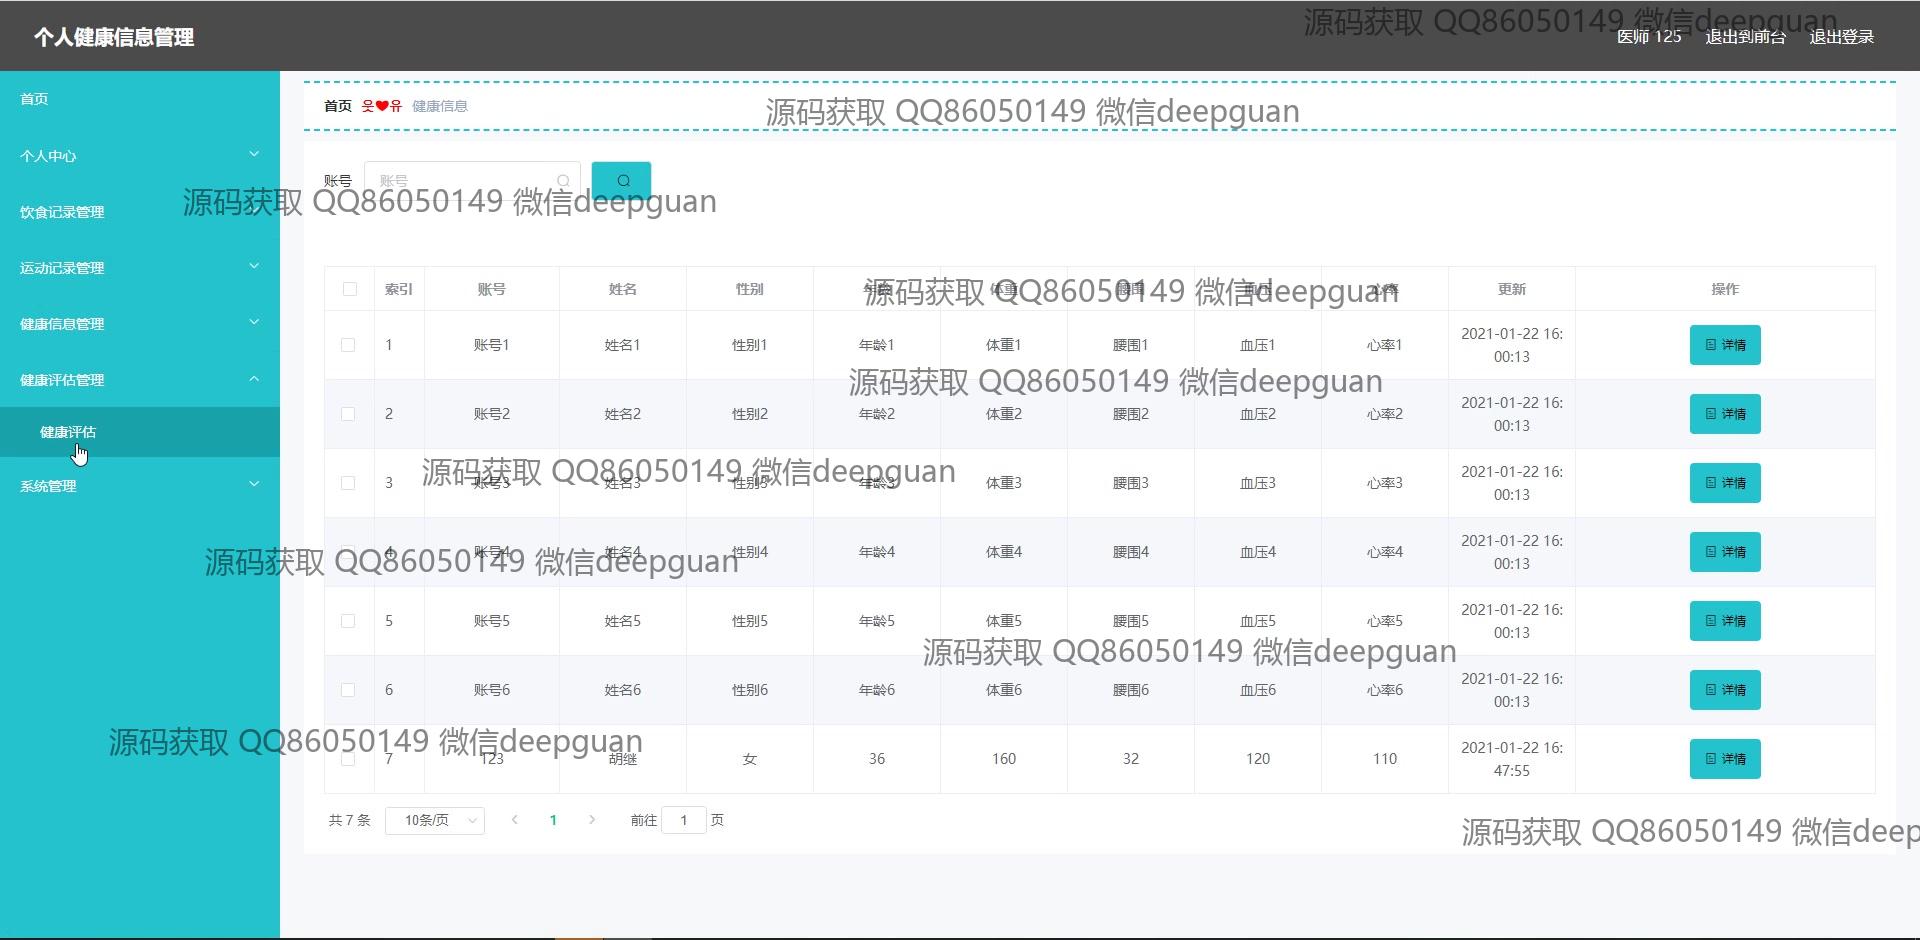 个人健康信息管理
源码获取 QQ86050149 微信deepguan
医师 125 退出到前台 退出登录
首页
个人中心
饮食记录管理
运动记录管理
健康信息管理
健康评估管理
健康评估
系统管理
首页 웃❤유 健康信息
源码获取 QQ86050149 微信deepguan
账号 账号
源码获取 QQ86050149 微信deepguan
索引 账号 姓名 性别 年龄 体重 腰围 血压 心率 更新 操作
源码获取 QQ86050149 微信deepguan
1 账号1 姓名1 性别1 年龄1 体重1 腰围1 血压1 心率1 2021-01-22 16:00:13 详情
源码获取 QQ86050149 微信deepguan
2 账号2 姓名2 性别2 年龄2 体重2 腰围2 血压2 心率2 2021-01-22 16:00:13 详情
源码获取 QQ86050149 微信deepguan
3 账号3 姓名3 性别3 年龄3 体重3 腰围3 血压3 心率3 2021-01-22 16:00:13 详情
4 账号4 姓名4 性别4 年龄4 体重4 腰围4 血压4 心率4 2021-01-22 16:00:13 详情
源码获取 QQ86050149 微信deepguan
5 账号5 姓名5 性别5 年龄5 体重5 腰围5 血压5 心率5 2021-01-22 16:00:13 详情
源码获取 QQ86050149 微信deepguan
6 账号6 姓名6 性别6 年龄6 体重6 腰围6 血压6 心率6 2021-01-22 16:00:13 详情
源码获取 QQ86050149 微信deepguan
7 123 胡继 女 36 160 32 120 110 2021-01-22 16:47:55 详情
共 7 条 10条/页 1 前往 1 页
源码获取 QQ86050149 微信deep